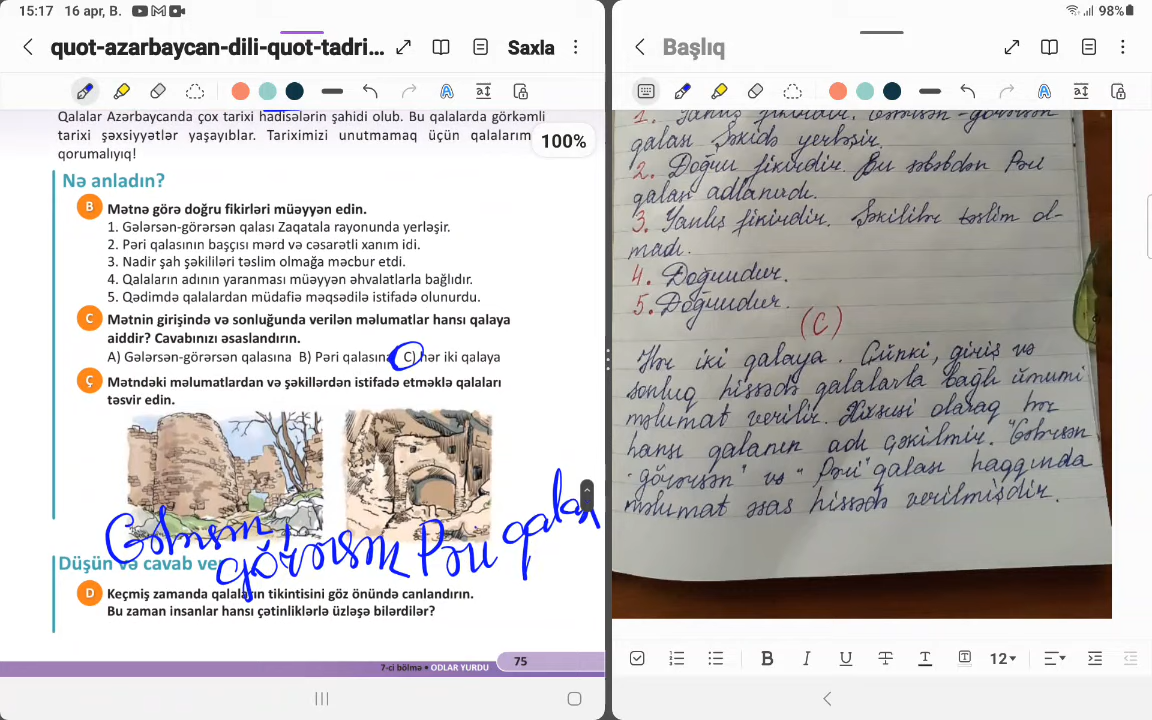 15:17 16 apr, B. 98%
quot-azarbaycan-dili-quot-tadri... Saxla
Qalalar Azərbaycanda çox tarixi hadisələrin şahidi olub. Bu qalalarda görkəmli
tarixi şəxsiyyətlər yaşayıblar. Tariximizi unutmamaq üçün qalalarım
qorumalıyıq!
100%
Nə anladın?
B Mətnə görə doğru fikirləri müəyyən edin.
1. Gələrsən-görərsən qalası Zaqatala rayonunda yerləşir.
2. Pəri qalasının başçısı mərd və cəsarətli xanım idi.
3. Nadir şah şəkililəri təslim olmağa məcbur etdi.
4. Qalaların adının yaranması müəyyən əhvalatlarla bağlıdır.
5. Qədimdə qalalardan müdafiə məqsədilə istifadə olunurdu.
C Mətnin girişində və sonluğunda verilən məlumatlar hansı qalaya
aiddir? Cavabınızı əsaslandırın.
A) Gələrsən-görərsən qalasına B) Pəri qalasına C) hər iki qalaya
Ç Mətndəki məlumatlardan və şəkillərdən istifadə etməklə qalaları
təsvir edin.
Gələrsən,
görərsən Pəri qalası
Düşün və cavab ver
D Keçmiş zamanda qalaların tikintisini göz önündə canlandırın.
Bu zaman insanlar hansı çətinliklərlə üzləşə bilərdilər?
7-ci bölmə • ODLAR YURDU 75
Başlıq
1. Yanlış fikirdir. Gələrsən-görərsən
qalası Şəkidə yerləşir.
2. Doğru fikirdir. Bu səbəbdən Pəri
qalası adlanırdı.
3. Yanlış fikirdir. Şəkililər təslim ol-
madı.
4. Doğrudur.
5. Doğrudur.
(C)
Hər iki qalaya. Çünki, giriş və
sonluq hissədə qalalarla bağlı ümumi
məlumat verilir. Xüsusi olaraq hər
hansı qalanın adı çəkilmir. "Gələrsən
-görərsən" və "Pəri" qalası haqqında
məlumat əsas hissədə verilmişdir.
B I U T T 12